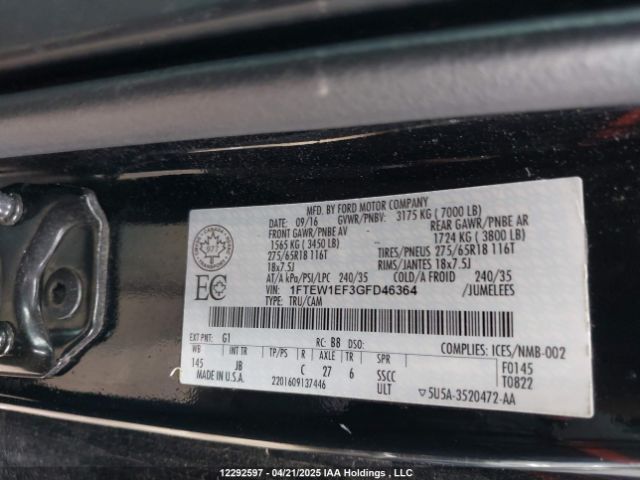 MFD. BY FORD MOTOR COMPANY
DATE: 09/16 GVWR/PNBV: 3175 KG ( 7000 LB)
FRONT GAWR/PNBE AV REAR GAWR/PNBE AR
1565 KG ( 3450 LB) 1724 KG ( 3800 LB)
275/65R18 116T TIRES/PNEUS 275/65R18 116T
18x7.5J RIMS/JANTES 18x7.5J
AT/A kPa/PSI/LPC 240/35 COLD/A FROID 240/35
VIN: 1FTEW1EF3GFD46364 /JUMELEES
TYPE: TRU/CAM
EC
EXT PNT: G1 RC: B8 DSO: COMPLIES: ICES/NMB-002
WB INT TR TP/PS R AXLE TR SPR F0145
145 JB C 27 6 SSCC T0822
MADE IN U.S.A. 2201609137446 ULT ▽5U5A-3520472-AA
12292597 - 04/21/2025 IAA Holdings , LLC